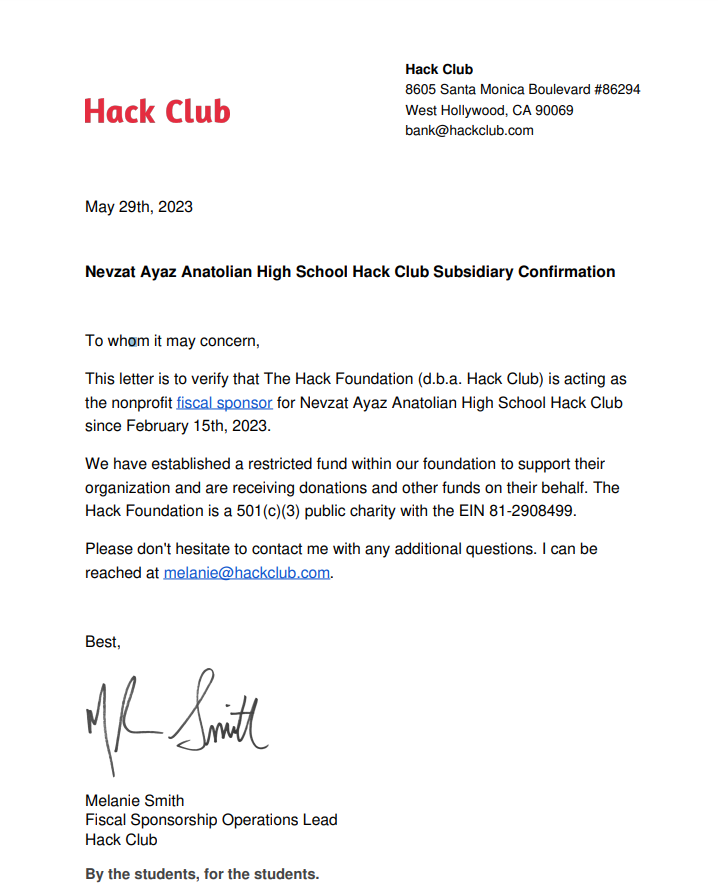 Hack Club
Hack Club
8605 Santa Monica Boulevard #86294
West Hollywood, CA 90069
bank@hackclub.com
May 29th, 2023
Nevzat Ayaz Anatolian High School Hack Club Subsidiary Confirmation
To whom it may concern,
This letter is to verify that The Hack Foundation (d.b.a. Hack Club) is acting as
the nonprofit fiscal sponsor for Nevzat Ayaz Anatolian High School Hack Club
since February 15th, 2023.
We have established a restricted fund within our foundation to support their
organization and are receiving donations and other funds on their behalf. The
Hack Foundation is a 501(c)(3) public charity with the EIN 81-2908499.
Please don't hesitate to contact me with any additional questions. I can be
reached at melanie@hackclub.com.
Best,
Smith
Melanie Smith
Fiscal Sponsorship Operations Lead
Hack Club
By the students, for the students.